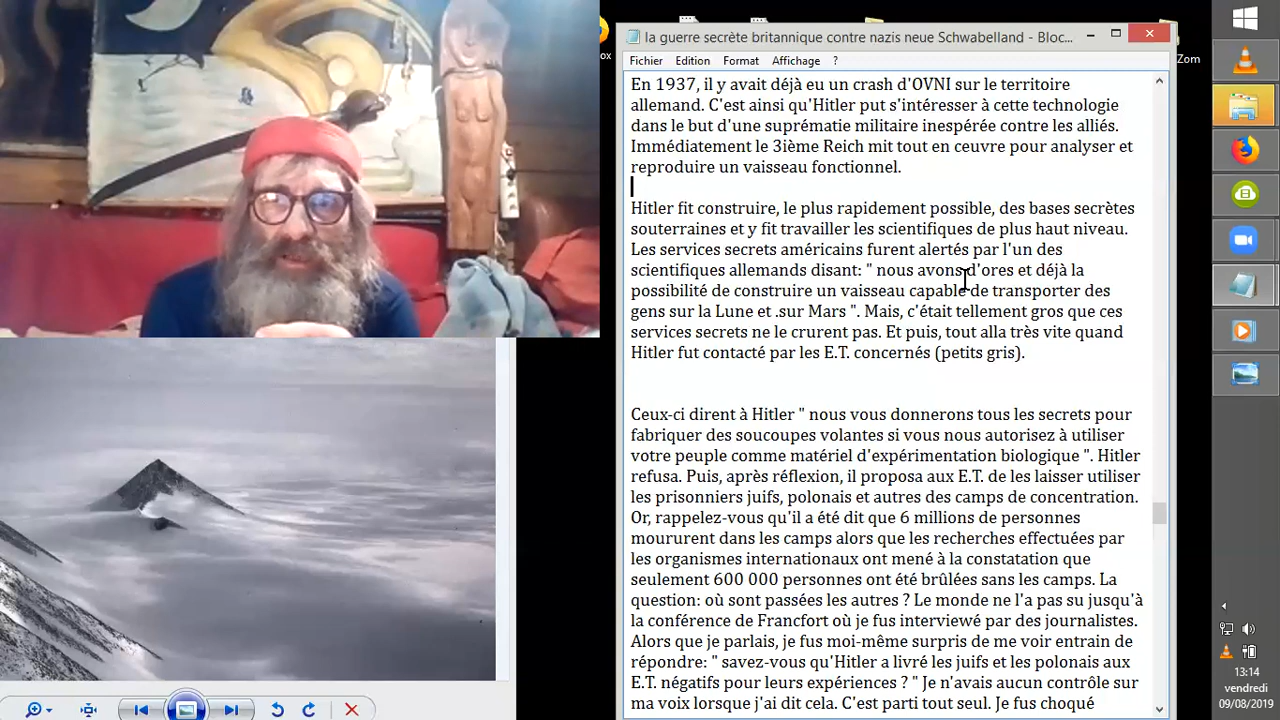 la guerre secrète britannique contre nazis neue Schwabelland - Bloc...
Fichier Edition Format Affichage ?
ox
Zom
En 1937, il y avait déjà eu un crash d'OVNI sur le territoire
allemand. C'est ainsi qu'Hitler put s'intéresser à cette technologie
dans le but d'une suprématie militaire inespérée contre les alliés.
Immédiatement le 3ième Reich mit tout en œuvre pour analyser et
reproduire un vaisseau fonctionnel.
Hitler fit construire, le plus rapidement possible, des bases secrètes
souterraines et y fit travailler les scientifiques de plus haut niveau.
Les services secrets américains furent alertés par l'un des
scientifiques allemands disant: " nous avons d'ores et déjà la
possibilité de construire un vaisseau capable de transporter des
gens sur la Lune et .sur Mars ". Mais, c'était tellement gros que ces
services secrets ne le crurent pas. Et puis, tout alla très vite quand
Hitler fut contacté par les E.T. concernés (petits gris).
Ceux-ci dirent à Hitler " nous vous donnerons tous les secrets pour
fabriquer des soucoupes volantes si vous nous autorisez à utiliser
votre peuple comme matériel d'expérimentation biologique ". Hitler
refusa. Puis, après réflexion, il proposa aux E.T. de les laisser utiliser
les prisonniers juifs, polonais et autres des camps de concentration.
Or, rappelez-vous qu'il a été dit que 6 millions de personnes
moururent dans les camps alors que les recherches effectuées par
les organismes internationaux ont mené à la constatation que
seulement 600 000 personnes ont été brûlées sans les camps. La
question: où sont passées les autres ? Le monde ne l'a pas su jusqu'à
la conférence de Francfort où je fus interviewé par des journalistes.
Alors que je parlais, je fus moi-même surpris de me voir entrain de
répondre: " savez-vous qu'Hitler a livré les juifs et les polonais aux
E.T. négatifs pour leurs expériences ? " Je n'avais aucun contrôle sur
ma voix lorsque j'ai dit cela. C'est parti tout seul. Je fus choqué
13:14
vendredi
09/08/2019